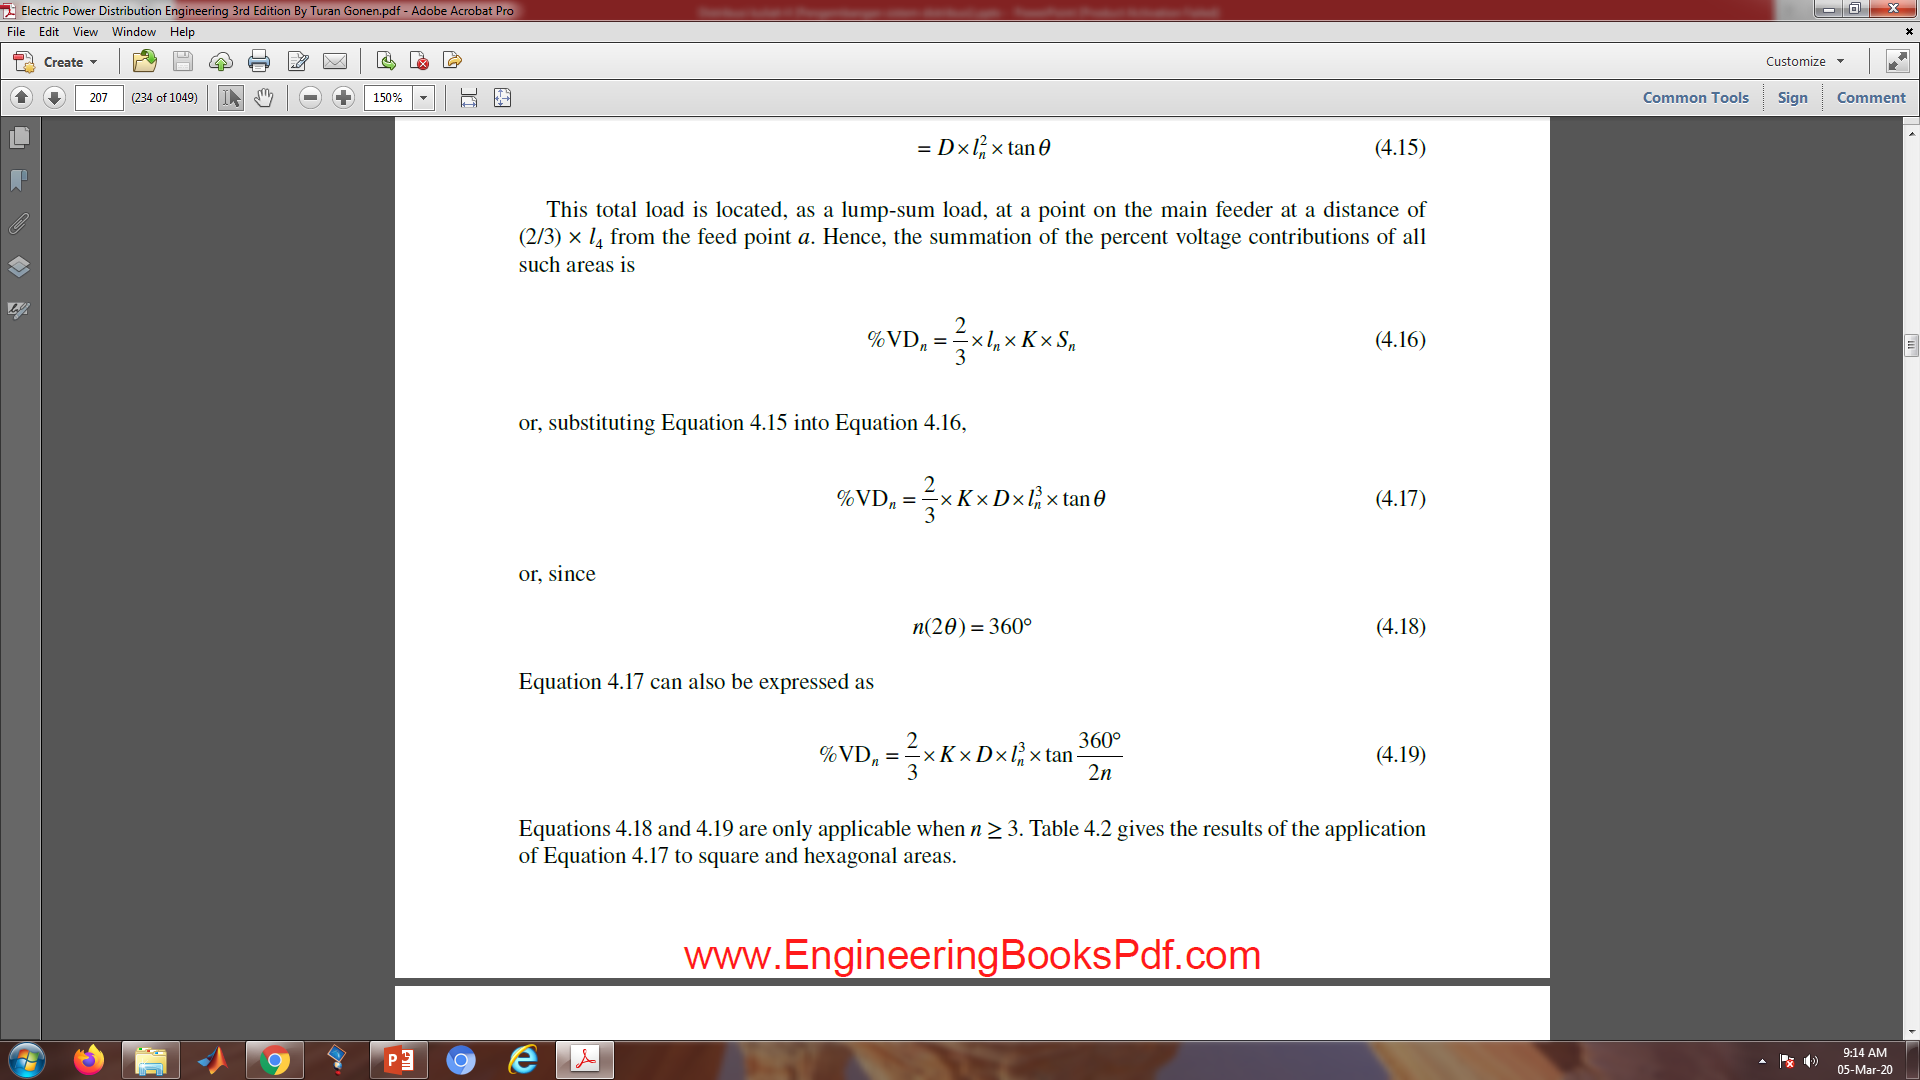 Electric Power Distribution Engineering 3rd Edition By Turan Gonen.pdf - Adobe Acrobat Pro
File Edit View Window Help
Create
Customize
207 (234 of 1049) 150%
Common Tools Sign Comment
= D × l_n^2 × tan θ (4.15)
This total load is located, as a lump-sum load, at a point on the main feeder at a distance of
(2/3) × l_4 from the feed point a. Hence, the summation of the percent voltage contributions of all
such areas is
%VD_n = 2/3 × l_n × K × S_n (4.16)
or, substituting Equation 4.15 into Equation 4.16,
%VD_n = 2/3 × K × D × l_n^3 × tan θ (4.17)
or, since
n(2θ) = 360° (4.18)
Equation 4.17 can also be expressed as
%VD_n = 2/3 × K × D × l_n^3 × tan 360°/2n (4.19)
Equations 4.18 and 4.19 are only applicable when n ≥ 3. Table 4.2 gives the results of the application
of Equation 4.17 to square and hexagonal areas.
www.EngineeringBooksPdf.com
9:14 AM
05-Mar-20